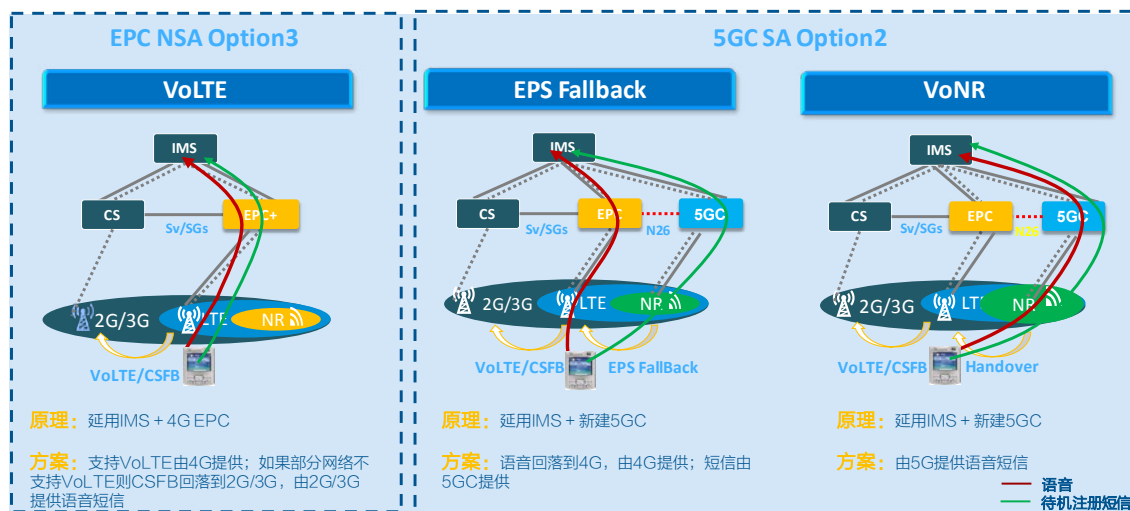 EPC NSA Option3
VoLTE
IMS
CS
EPC+
Sv/SGs
2G/3G
LTE
NR
VoLTE/CSFB
原理：延用IMS + 4G EPC
方案：支持VoLTE由4G提供；如果部分网络不
支持VoLTE则CSFB回落到2G/3G，由2G/3G
提供语音短信
5GC SA Option2
EPS Fallback
IMS
CS
EPC
5GC
Sv/SGs
N26
2G/3G
LTE
NR
VoLTE/CSFB
EPS FallBack
原理：延用IMS + 新建5GC
方案：语音回落到4G，由4G提供；短信由
5GC提供
VoNR
IMS
CS
EPC
5GC
Sv/SGs
N26
2G/3G
LTE
NR
VoLTE/CSFB
Handover
原理：延用IMS + 新建5GC
方案：由5G提供语音短信
语音
待机注册短信